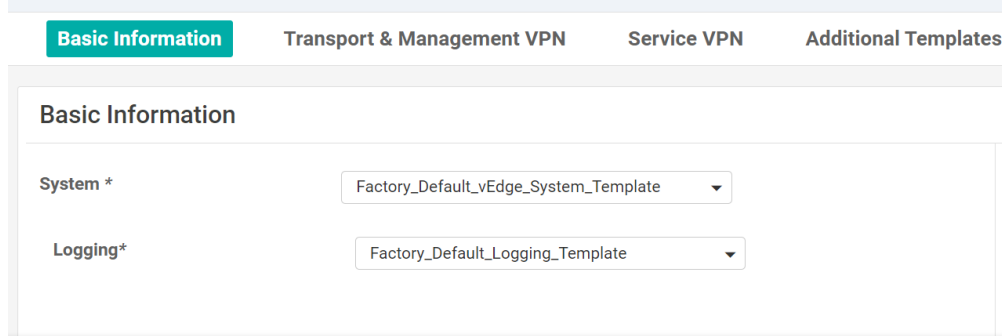 Basic Information Transport & Management VPN Service VPN Additional Templates
Basic Information
System * Factory_Default_vEdge_System_Template
Logging* Factory_Default_Logging_Template